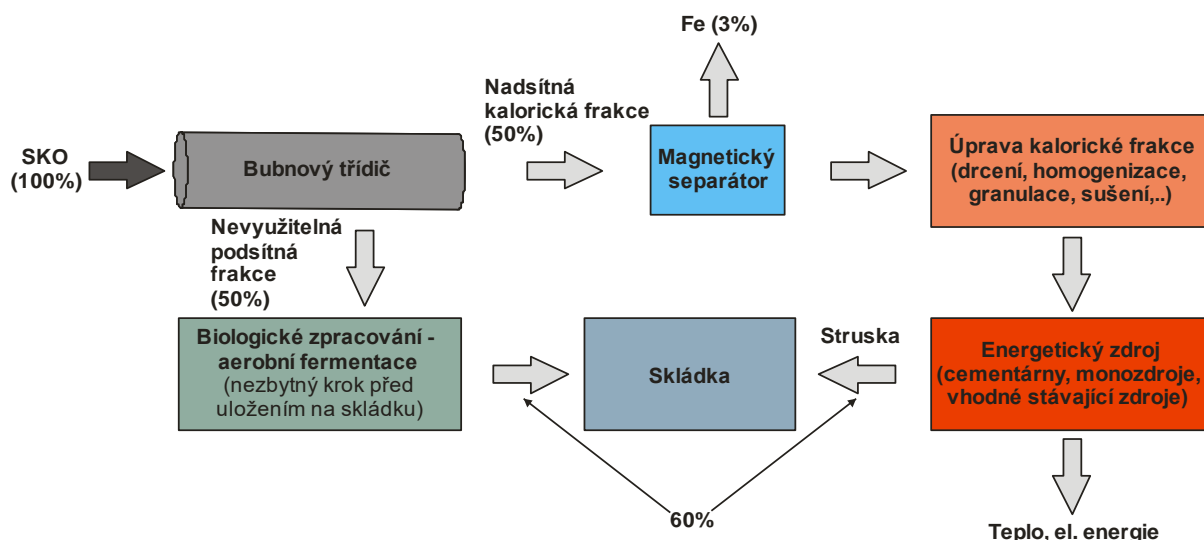 Fe (3%)
Nadsítná
kalorická frakce
(50%)
SKO
(100%)
Bubnový třídič
Magnetický
separátor
Úprava kalorické frakce
(drcení, homogenizace,
granulace, sušení,..)
Nevyužitelná
podsítná
frakce
(50%)
Biologické zpracování -
aerobní fermentace
(nezbytný krok před
uložením na skládku)
Skládka
Struska
Energetický zdroj
(cementárny, monozdroje,
vhodné stávající zdroje)
60%
Teplo, el. energie